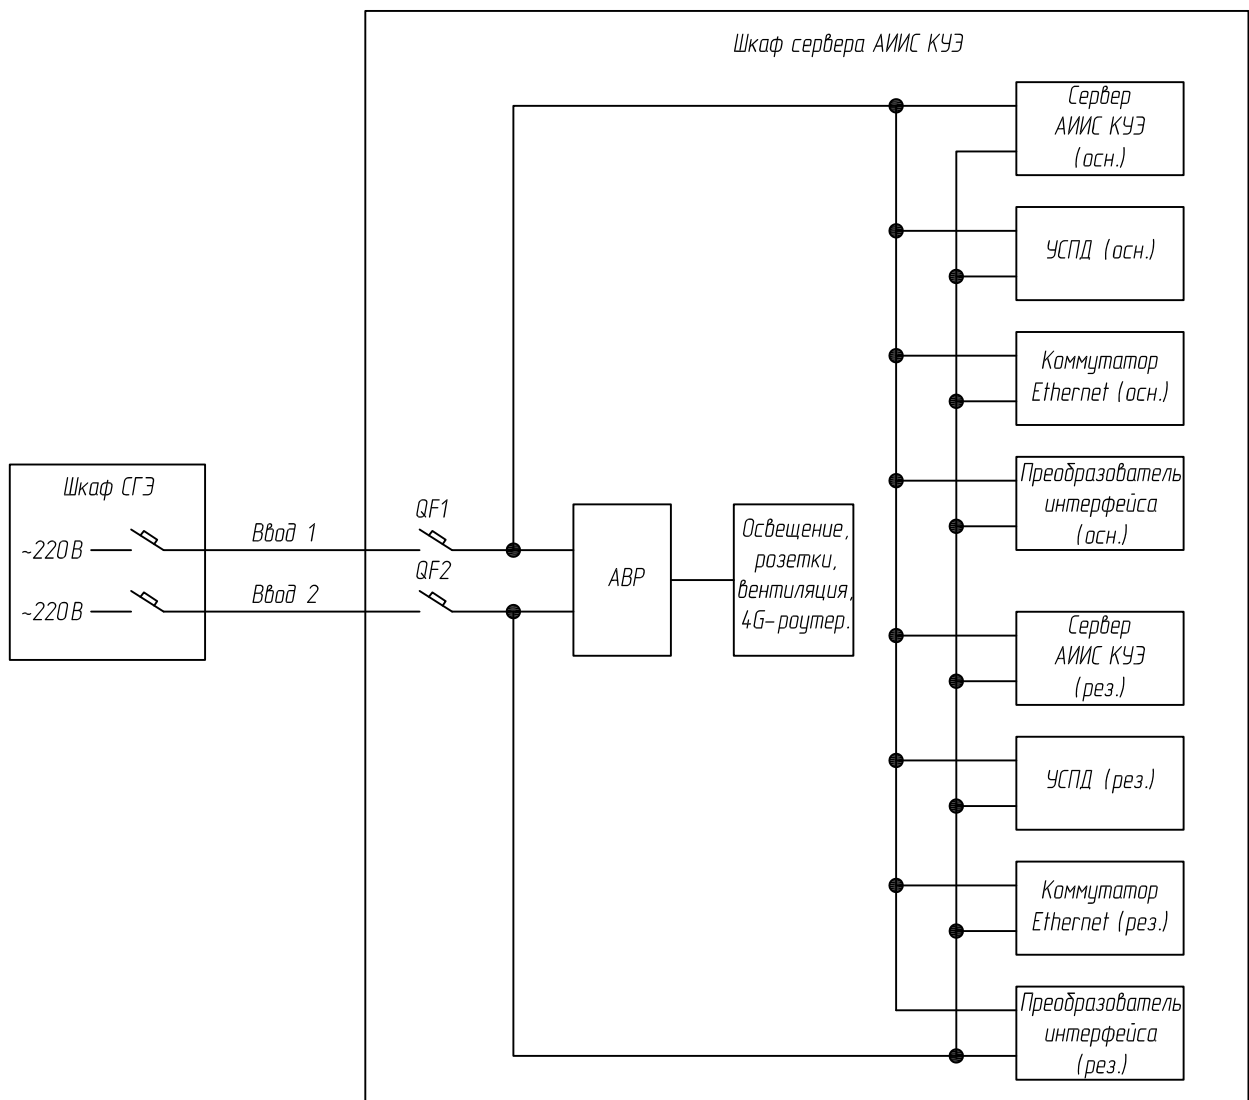 Шкаф сервера АИИС КУЭ
Сервер
АИИС КУЭ
(осн.)
УСПД (осн.)
Коммутатор
Ethernet (осн.)
Преобразователь
интерфейса
(осн.)
Шкаф СГЭ
~220В
~220В
Ввод 1
Ввод 2
QF1
QF2
АВР
Освещение,
розетки,
вентиляция,
4G-роутер.
Сервер
АИИС КУЭ
(рез.)
УСПД (рез.)
Коммутатор
Ethernet (рез.)
Преобразователь
интерфейса
(рез.)